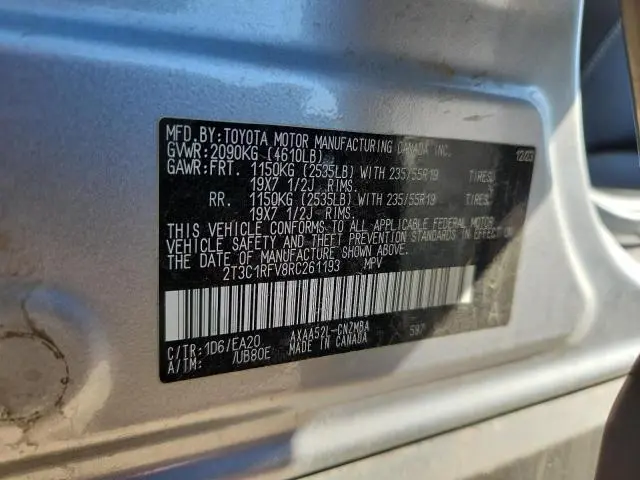 MFD.BY:TOYOTA MOTOR MANUFACTURING CANADA INC.
GVWR:2090KG (4610LB) 12/23
GAWR:FRT. 1150KG (2535LB) WITH 235/55R19 TIRES,
19X7 1/2J RIMS,
RR. 1150KG (2535LB) WITH 235/55R19 TIRES,
19X7 1/2J RIMS.
THIS VEHICLE CONFORMS TO ALL APPLICABLE FEDERAL MOTOR
VEHICLE SAFETY AND THEFT PREVENTION STANDARDS IN EFFECT ON
THE DATE OF MANUFACTURE SHOWN ABOVE.
2T3C1RFV8RC261193 MPV
C/TR:1D6/EA20 AXAA52L-GNZMBA 597 A
A/TM: /UB80E MADE IN CANADA